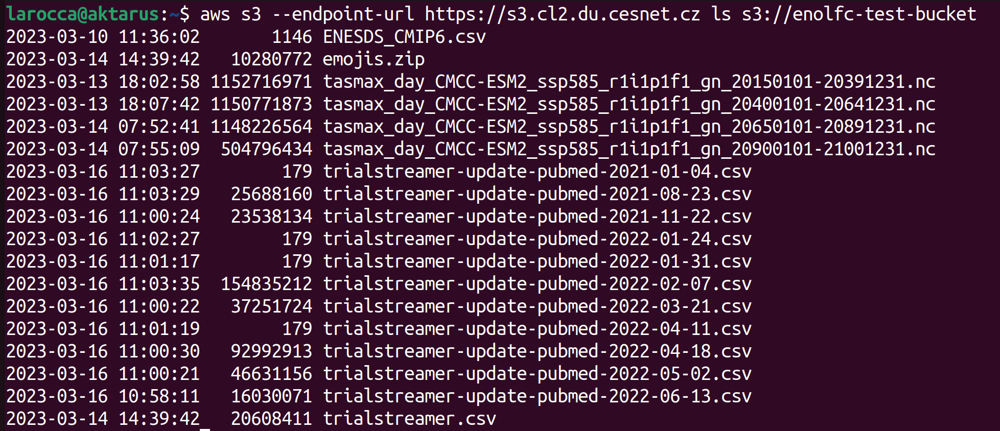 larocca@aktarus:~$ aws s3 --endpoint-url https://s3.cl2.du.cesnet.cz ls s3://enolfc-test-bucket
2023-03-10 11:36:02       1146 ENESDS_CMIP6.csv
2023-03-14 14:39:42   10280772 emojis.zip
2023-03-13 18:02:58 1152716971 tasmax_day_CMCC-ESM2_ssp585_r1i1p1f1_gn_20150101-20391231.nc
2023-03-13 18:07:42 1150771873 tasmax_day_CMCC-ESM2_ssp585_r1i1p1f1_gn_20400101-20641231.nc
2023-03-14 07:52:41 1148226564 tasmax_day_CMCC-ESM2_ssp585_r1i1p1f1_gn_20650101-20891231.nc
2023-03-14 07:55:09  504796434 tasmax_day_CMCC-ESM2_ssp585_r1i1p1f1_gn_20900101-21001231.nc
2023-03-16 11:03:27        179 trialstreamer-update-pubmed-2021-01-04.csv
2023-03-16 11:03:29   25688160 trialstreamer-update-pubmed-2021-08-23.csv
2023-03-16 11:00:24   23538134 trialstreamer-update-pubmed-2021-11-22.csv
2023-03-16 11:02:27        179 trialstreamer-update-pubmed-2022-01-24.csv
2023-03-16 11:01:17        179 trialstreamer-update-pubmed-2022-01-31.csv
2023-03-16 11:03:35  154835212 trialstreamer-update-pubmed-2022-02-07.csv
2023-03-16 11:00:22   37251724 trialstreamer-update-pubmed-2022-03-21.csv
2023-03-16 11:01:19        179 trialstreamer-update-pubmed-2022-04-11.csv
2023-03-16 11:00:30   92992913 trialstreamer-update-pubmed-2022-04-18.csv
2023-03-16 11:00:21   46631156 trialstreamer-update-pubmed-2022-05-02.csv
2023-03-16 10:58:11   16030071 trialstreamer-update-pubmed-2022-06-13.csv
2023-03-14 14:39:42   20608411 trialstreamer.csv